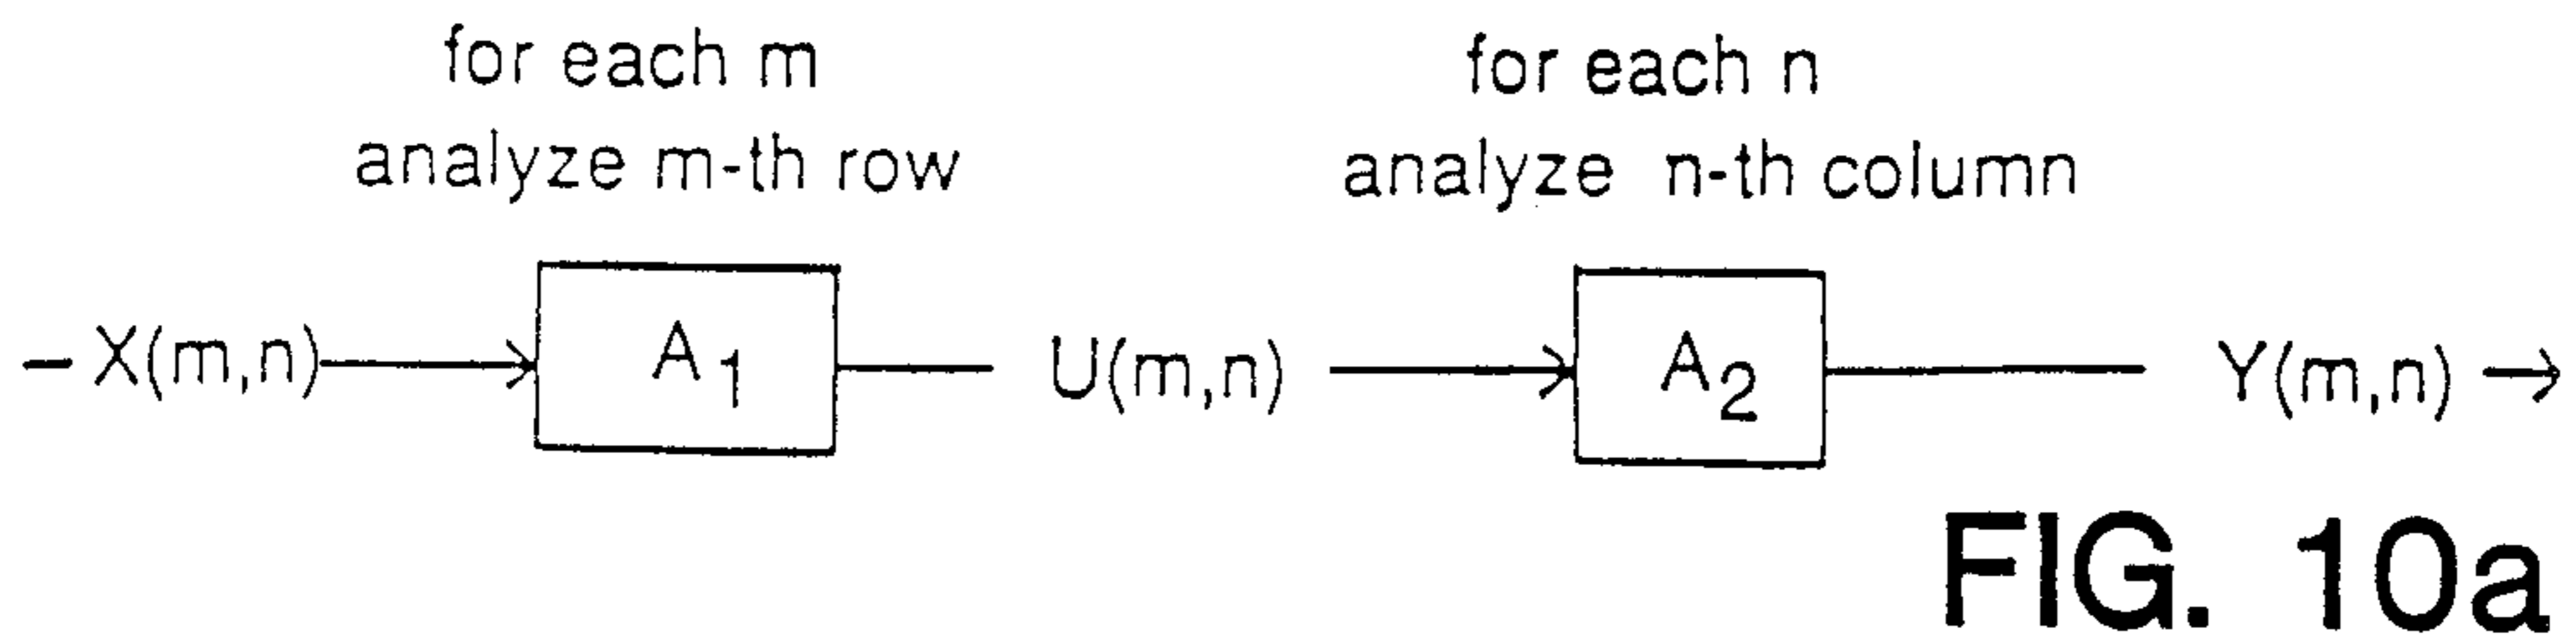 for each m
analyze m-th row
for each n
analyze n-th column
X(m,n)
A1
U(m,n)
A2
Y(m,n)
FIG. 10a